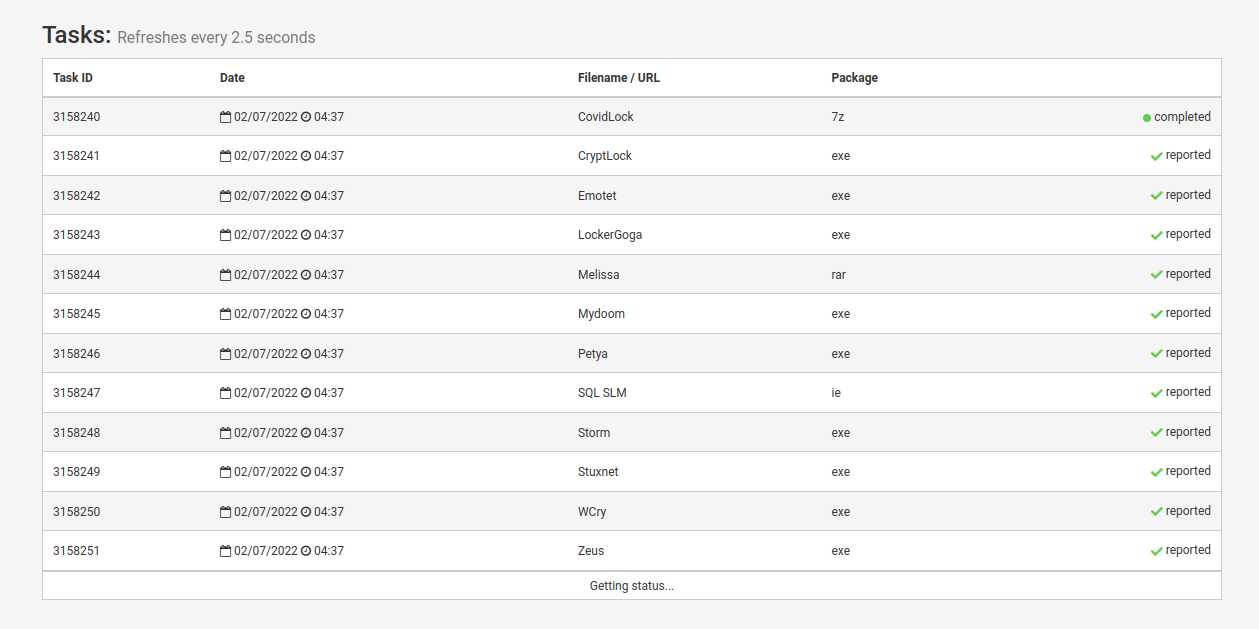 Tasks: Refreshes every 2.5 seconds
Task ID Date Filename / URL Package
3158240 02/07/2022 04:37 CovidLock 7z completed
3158241 02/07/2022 04:37 CryptLock exe reported
3158242 02/07/2022 04:37 Emotet exe reported
3158243 02/07/2022 04:37 LockerGoga exe reported
3158244 02/07/2022 04:37 Melissa rar reported
3158245 02/07/2022 04:37 Mydoom exe reported
3158246 02/07/2022 04:37 Petya exe reported
3158247 02/07/2022 04:37 SQL SLM ie reported
3158248 02/07/2022 04:37 Storm exe reported
3158249 02/07/2022 04:37 Stuxnet exe reported
3158250 02/07/2022 04:37 WCry exe reported
3158251 02/07/2022 04:37 Zeus exe reported
Getting status...